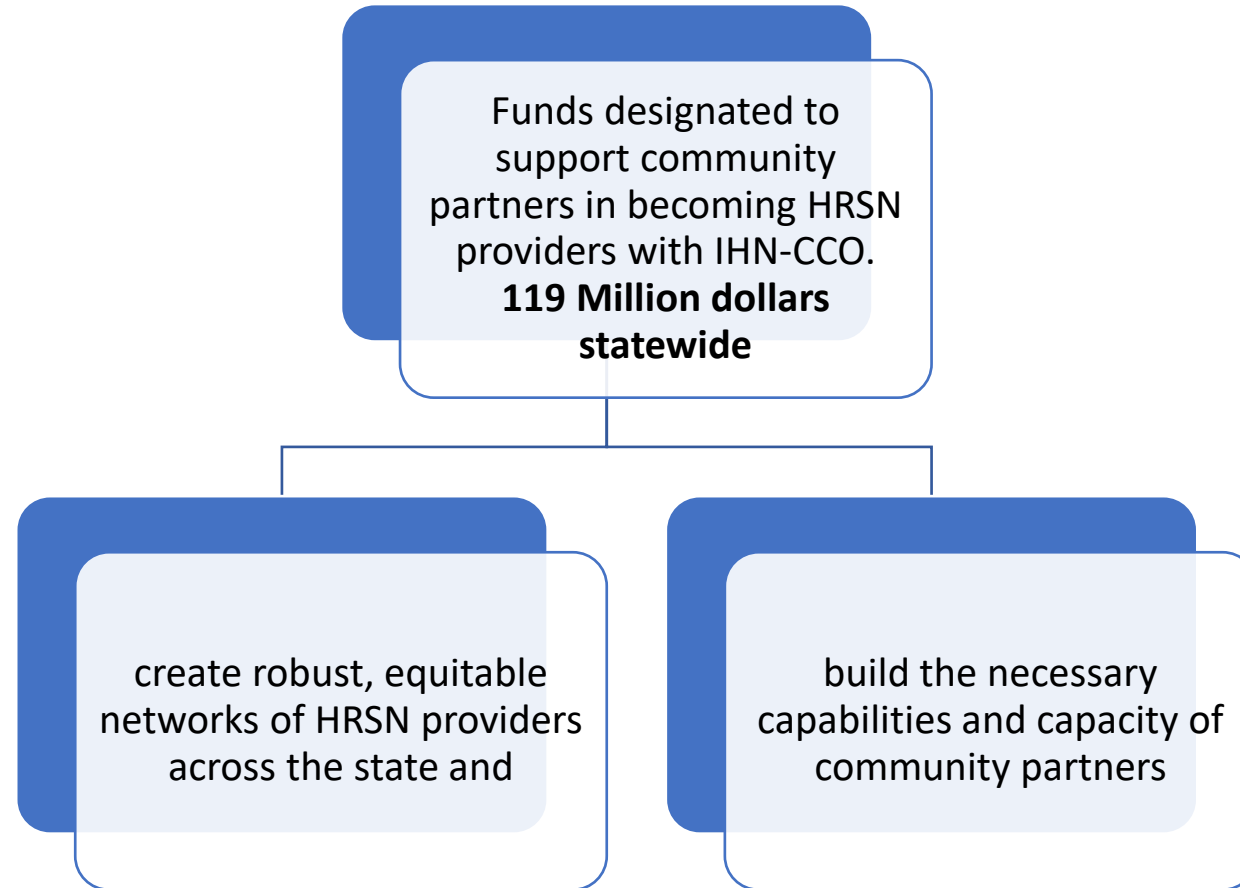 Funds designated to
support community
partners in becoming HRSN
providers with IHN-CCO.
119 Million dollars
statewide
create robust, equitable
networks of HRSN providers
across the state and
build the necessary
capabilities and capacity of
community partners